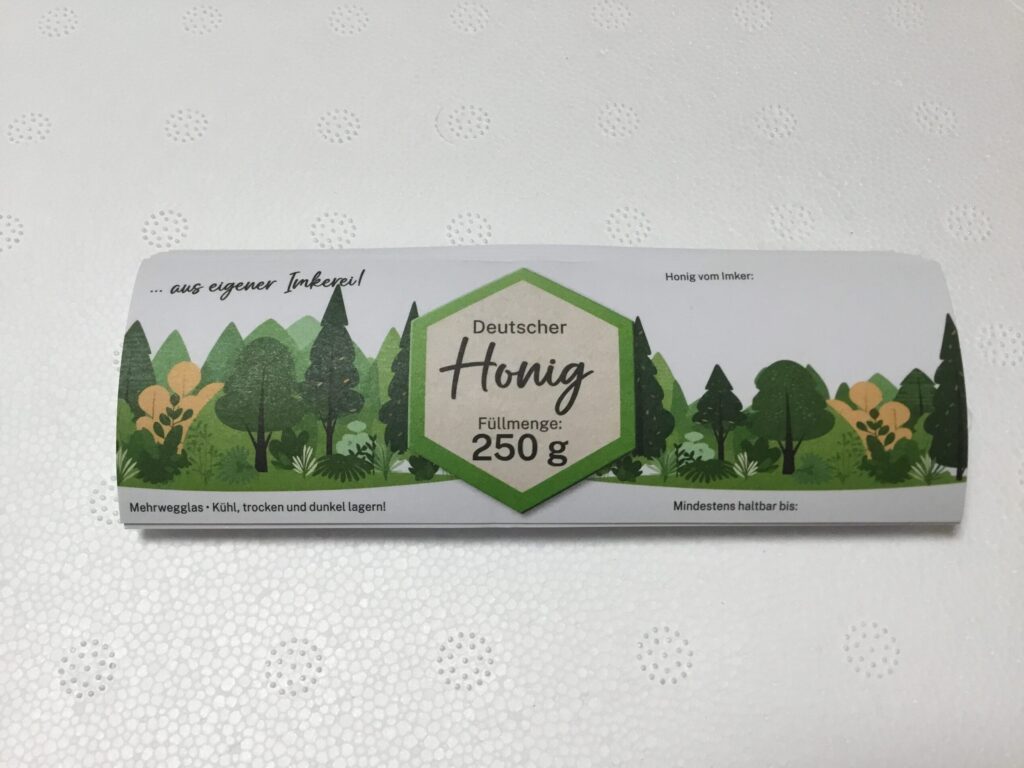 ... aus eigener Imkerei!
Honig vom Imker:
Deutscher
Honig
Füllmenge:
250 g
Mehrwegglas • Kühl, trocken und dunkel lagern!
Mindestens haltbar bis: